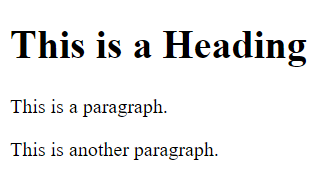 This is a Heading
This is a paragraph.
This is another paragraph.